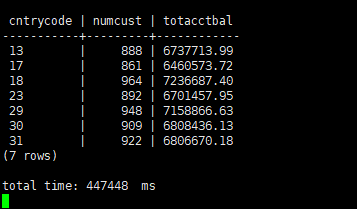 cntrycode | numcust | totacctbal
-----------+---------+------------
13 | 888 | 6737713.99
17 | 861 | 6460573.72
18 | 964 | 7236687.40
23 | 892 | 6701457.95
29 | 948 | 7158866.63
30 | 909 | 6808436.13
31 | 922 | 6806670.18
(7 rows)
total time: 447448  ms